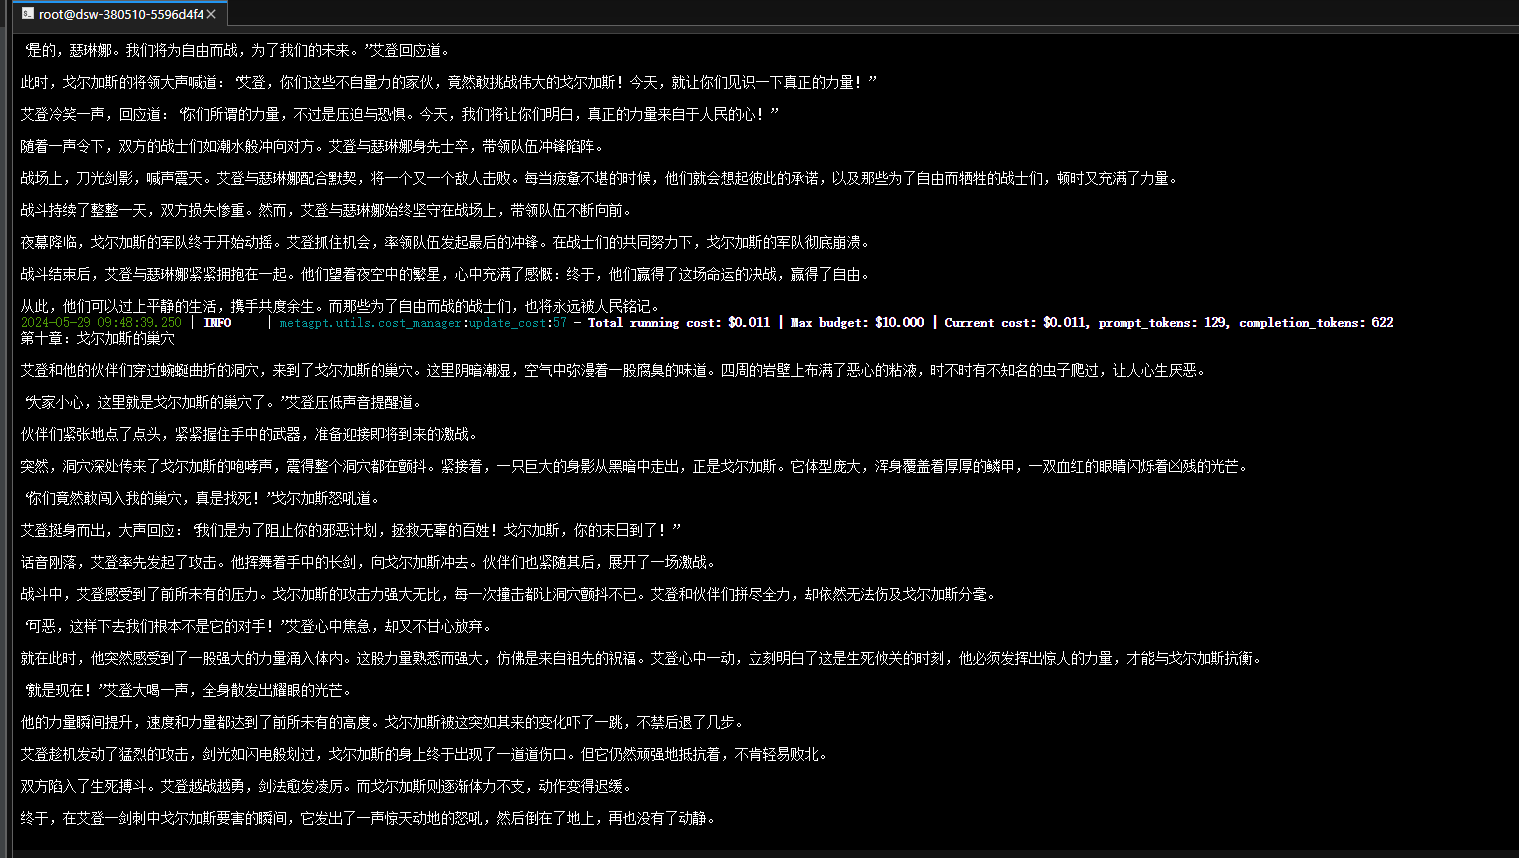 root@dsw-380510-5596d4f4
“是的，瑟琳娜。我们将为自由而战，为了我们的未来。”艾登回应道。
此时，戈尔加斯的将领大声喊道：“艾登，你们这些不自量力的家伙，竟然敢挑战伟大的戈尔加斯！今天，就让你们见识一下真正的力量！”
艾登冷笑一声，回应道：“你们所谓的力量，不过是压迫与恐惧。今天，我们将让你们明白，真正的力量来自于人民的心！”
随着一声令下，双方的战士们如潮水般冲向对方。艾登与瑟琳娜身先士卒，带领队伍冲锋陷阵。
战场上，刀光剑影，喊声震天。艾登与瑟琳娜配合默契，将一个又一个敌人击败。每当疲惫不堪的时候，他们就会想起彼此的承诺，以及那些为了自由而牺牲的战士们，顿时又充满了力量。
战斗持续了整整一天，双方损失惨重。然而，艾登与瑟琳娜始终坚守在战场上，带领队伍不断向前。
夜幕降临，戈尔加斯的军队终于开始动摇。艾登抓住机会，率领队伍发起最后的冲锋。在战士们的共同努力下，戈尔加斯的军队彻底崩溃。
战斗结束后，艾登与瑟琳娜紧紧拥抱在一起。他们望着夜空中的繁星，心中充满了感慨：终于，他们赢得了这场命运的决战，赢得了自由。
从此，他们可以过上平静的生活，携手共度余生。而那些为了自由而战的战士们，也将永远被人民铭记。
2024-05-29 09:48:39.250 | INFO     | metagpt.utils.cost_manager:update_cost:57 - Total running cost: $0.011 | Max budget: $10.000 | Current cost: $0.011, prompt_tokens: 129, completion_tokens: 622
第十章：戈尔加斯的巢穴
艾登和他的伙伴们穿过蜿蜒曲折的洞穴，来到了戈尔加斯的巢穴。这里阴暗潮湿，空气中弥漫着一股腐臭的味道。四周的岩壁上布满了恶心的粘液，时不时有不知名的虫子爬过，让人心生厌恶。
“大家小心，这里就是戈尔加斯的巢穴了。”艾登压低声音提醒道。
伙伴们紧张地点了点头，紧紧握住手中的武器，准备迎接即将到来的激战。
突然，洞穴深处传来了戈尔加斯的咆哮声，震得整个洞穴都在颤抖。紧接着，一只巨大的身影从黑暗中走出，正是戈尔加斯。它体型庞大，浑身覆盖着厚厚的鳞甲，一双血红的眼睛闪烁着凶残的光芒。
“你们竟然敢闯入我的巢穴，真是找死！”戈尔加斯怒吼道。
艾登挺身而出，大声回应：“我们是为了阻止你的邪恶计划，拯救无辜的百姓！戈尔加斯，你的末日到了！”
话音刚落，艾登率先发起了攻击。他挥舞着手中的长剑，向戈尔加斯冲去。伙伴们也紧随其后，展开了一场激战。
战斗中，艾登感受到了前所未有的压力。戈尔加斯的攻击力强大无比，每一次撞击都让洞穴颤抖不已。艾登和伙伴们拼尽全力，却依然无法伤及戈尔加斯分毫。
“可恶，这样下去我们根本不是它的对手！”艾登心中焦急，却又不甘心放弃。
就在此时，他突然感受到了一股强大的力量涌入体内。这股力量熟悉而强大，仿佛是来自祖先的祝福。艾登心中一动，立刻明白了这是生死攸关的时刻，他必须发挥出惊人的力量，才能与戈尔加斯抗衡。
“就是现在！”艾登大喝一声，全身散发出耀眼的光芒。
他的力量瞬间提升，速度和力量都达到了前所未有的高度。戈尔加斯被这突如其来的变化吓了一跳，不禁后退了几步。
艾登趁机发动了猛烈的攻击，剑光如闪电般划过，戈尔加斯的身上终于出现了一道道伤口。但它仍然顽强地抵抗着，不肯轻易败北。
双方陷入了生死搏斗。艾登越战越勇，剑法愈发凌厉。而戈尔加斯则逐渐体力不支，动作变得迟缓。
终于，在艾登一剑刺中戈尔加斯要害的瞬间，它发出了一声惊天动地的怒吼，然后倒在了地上，再也没有了动静。